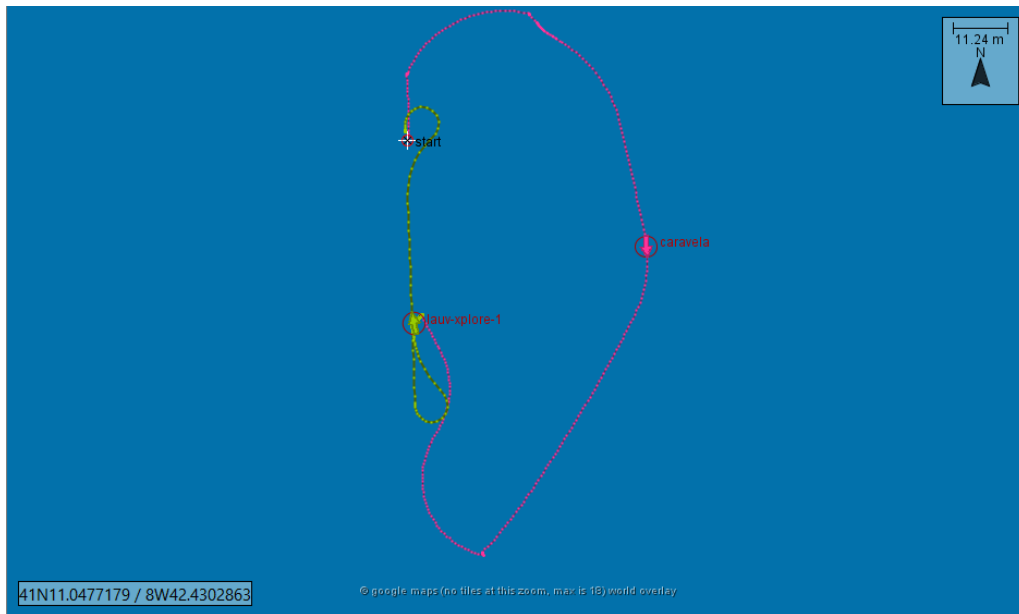 11.24 m
N
start
caravela
lauv-xplore-1
41N11.0477179 / 8W42.4302863
© google maps (no tiles at this zoom, max is 18) world overlay